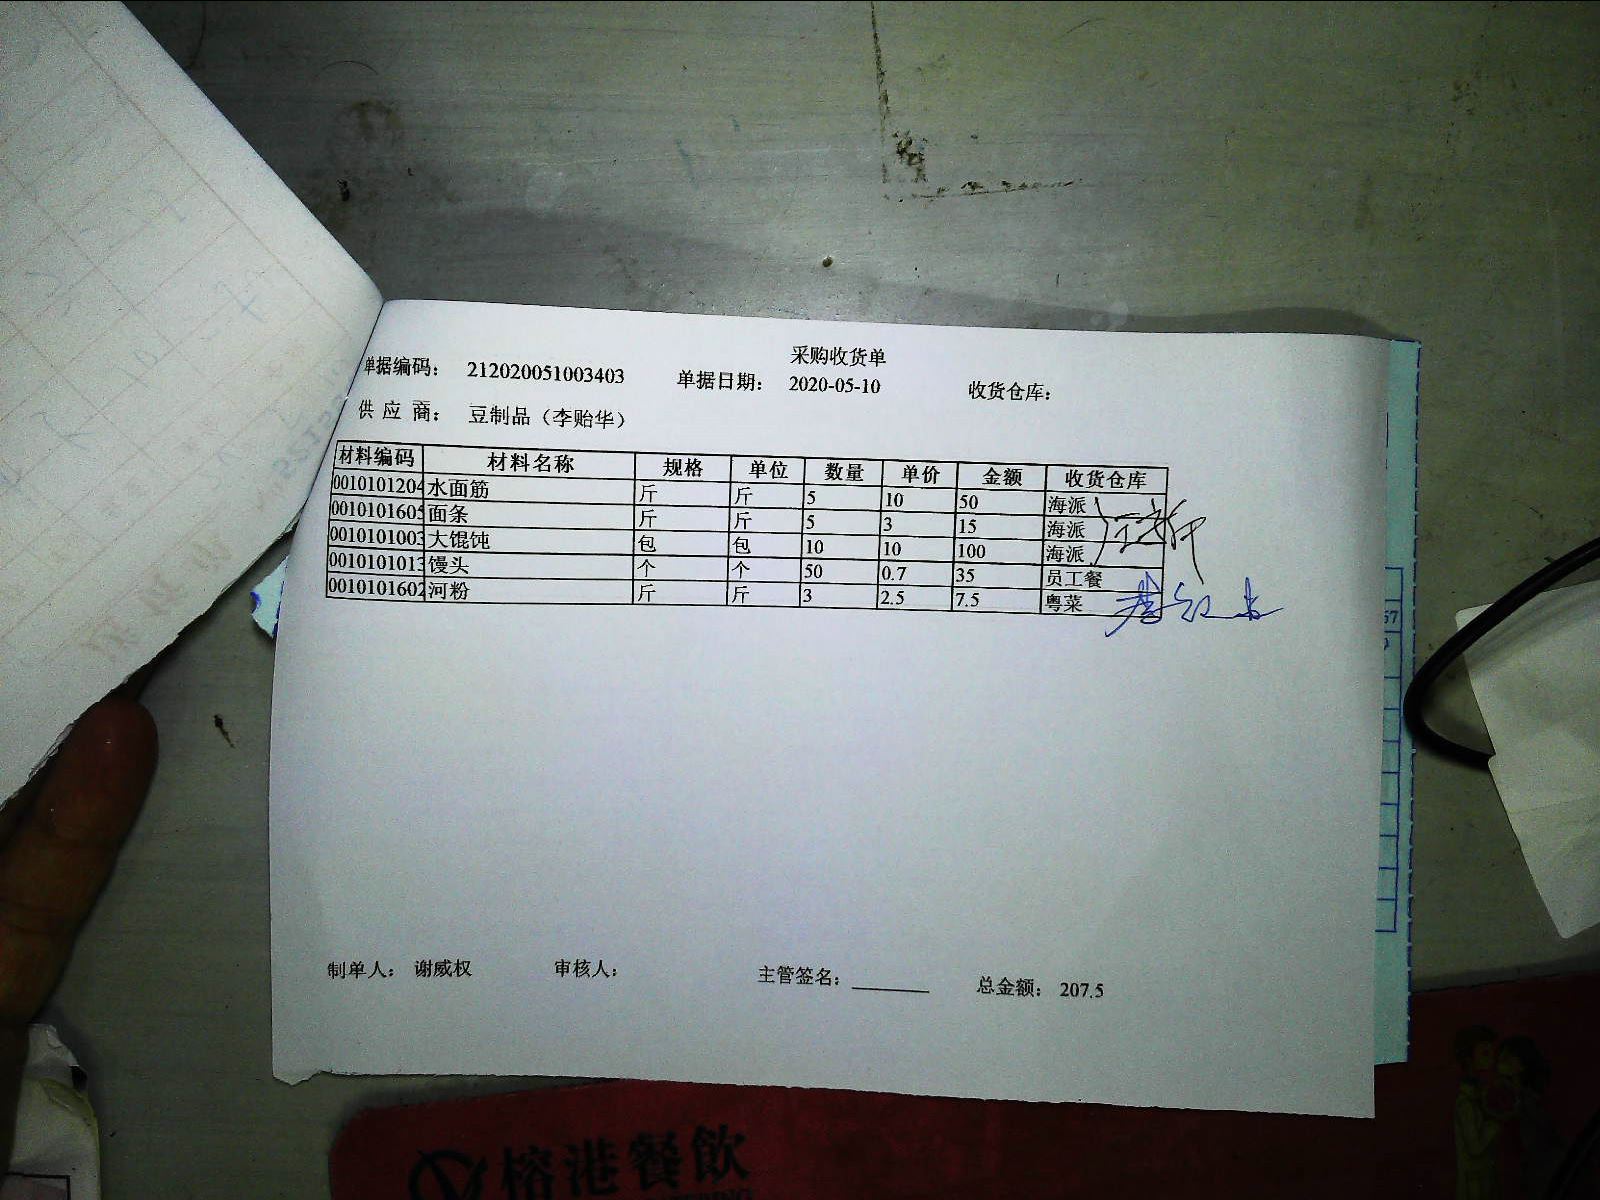 采购收货单
单据编码： 212020051003403 单据日期： 2020-05-10 收货仓库：
供 应 商： 豆制品（李贻华）
材料编码 材料名称 规格 单位 数量 单价 金额 收货仓库
0010101204 水面筋 斤 斤 5 10 50 海派
0010101605 面条 斤 斤 5 3 15 海派
0010101003 大馄饨 包 包 10 10 100 海派
0010101013 馒头 个 个 50 0.7 35 员工餐
0010101602 河粉 斤 斤 3 2.5 7.5 粤菜
制单人： 谢威权 审核人： 主管签名： 总金额： 207.5
榕港餐飲